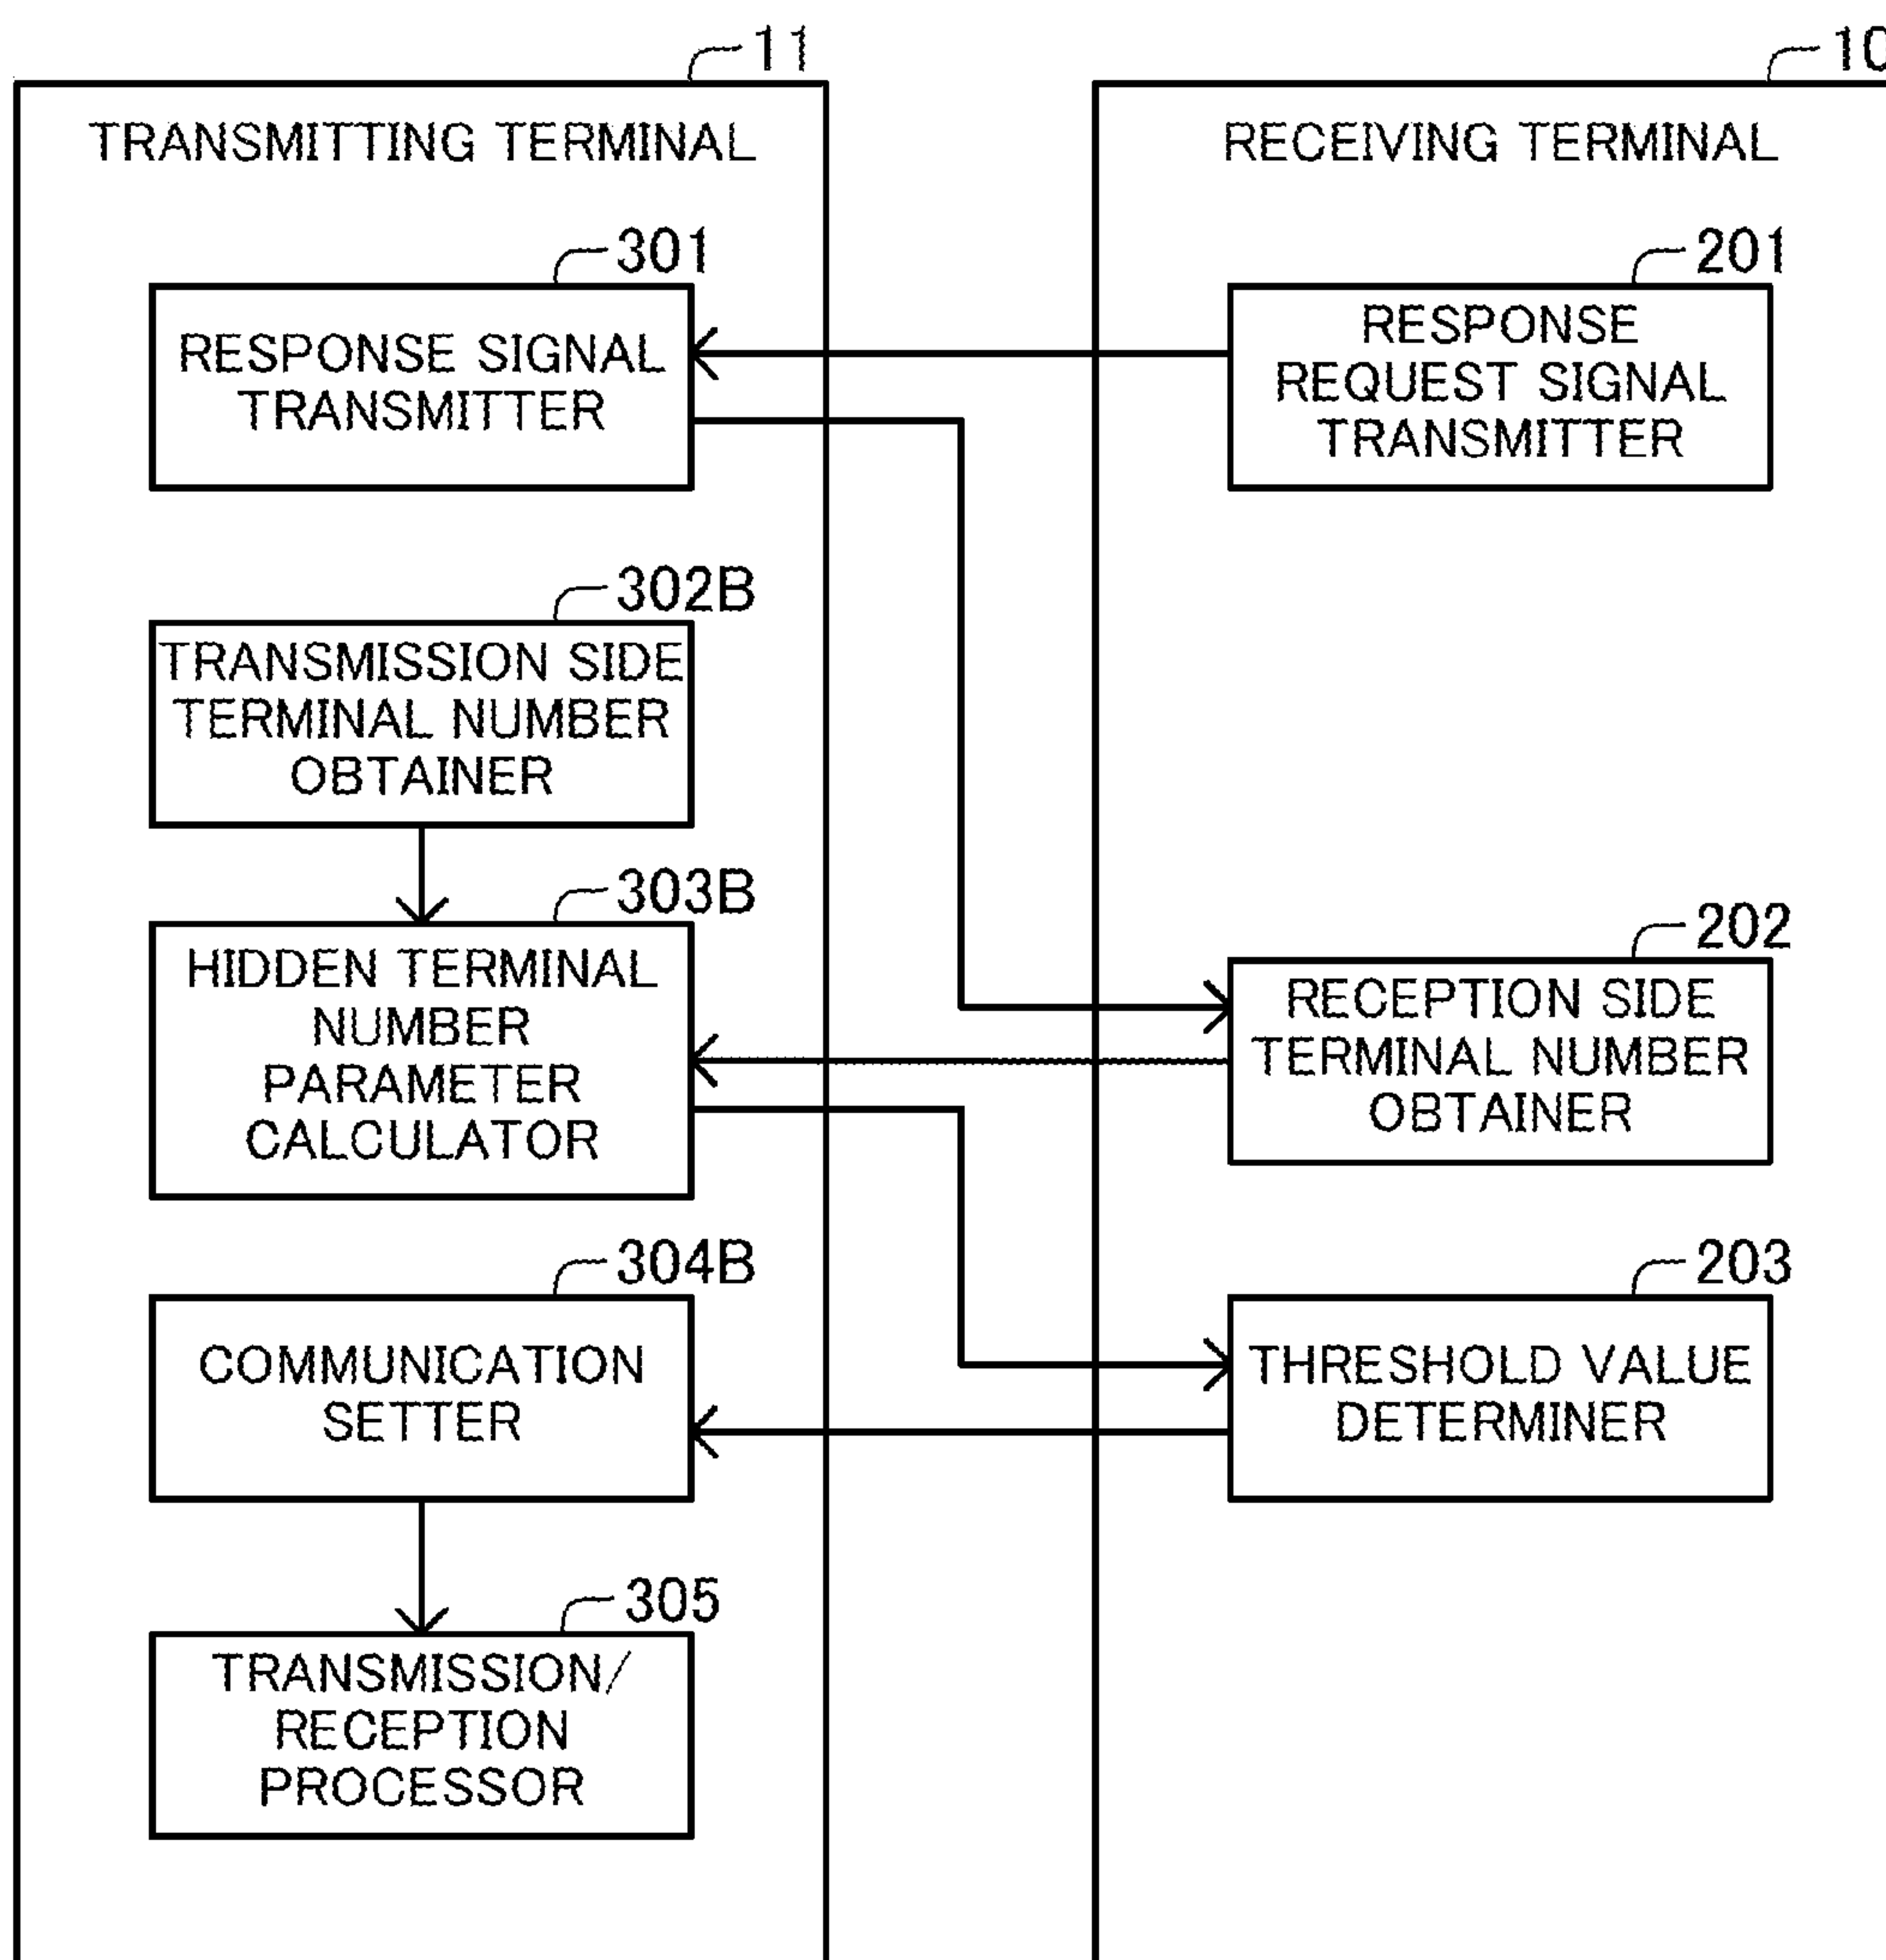 11
TRANSMITTING TERMINAL
301
RESPONSE SIGNAL
TRANSMITTER
302B
TRANSMISSION SIDE
TERMINAL NUMBER
OBTAINER
303B
HIDDEN TERMINAL
NUMBER
PARAMETER
CALCULATOR
304B
COMMUNICATION
SETTER
305
TRANSMISSION/
RECEPTION
PROCESSOR
10
RECEIVING TERMINAL
201
RESPONSE
REQUEST SIGNAL
TRANSMITTER
202
RECEPTION SIDE
TERMINAL NUMBER
OBTAINER
203
THRESHOLD VALUE
DETERMINER